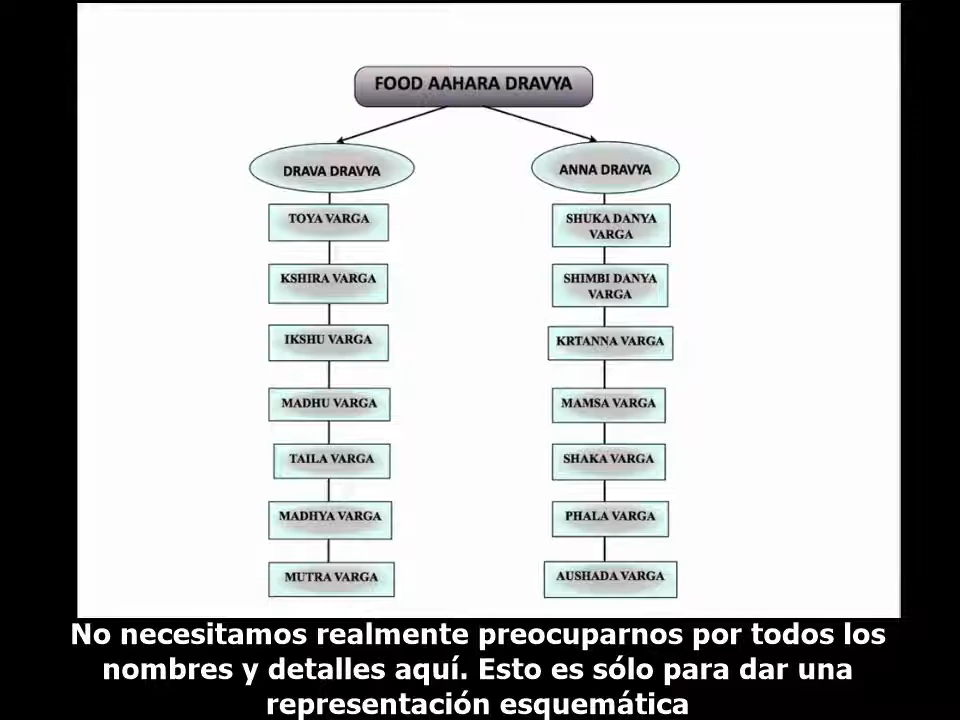 FOOD AAHARA DRAVYA
DRAVA DRAVYA
TOYA VARGA
KSHIRA VARGA
IKSHU VARGA
MADHU VARGA
TAILA VARGA
MADHYA VARGA
MUTRA VARGA
ANNA DRAVYA
SHUKA DANYA
VARGA
SHIMBI DANYA
VARGA
KRTANNA VARGA
MAMSA VARGA
SHAKA VARGA
PHALA VARGA
AUSHADA VARGA
No necesitamos realmente preocuparnos por todos los
nombres y detalles aquí. Esto es sólo para dar una
representación esquemática